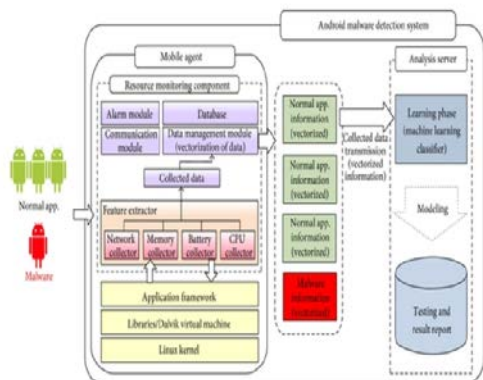 Android malware detection system
Mobile agent
Resource monitoring component
Alarm module
Database
Communication
module
Data management module
(vectorization of data)
Collected data
Feature extractor
Network
collector
Memory
collector
Battery
collector
CPU
collector
Application framework
Libraries/Dalvik virtual machine
Linux kernel
Normal app.
Malware
Normal app.
information
(vectorized)
Normal app.
information
(vectorized)
Normal app.
information
(vectorized)
Malware
information
(vectorized)
Collected data
transmission
(vectorized
information)
Analysis server
Learning phase
(machine learning
classifier)
Modeling
Testing and
result report